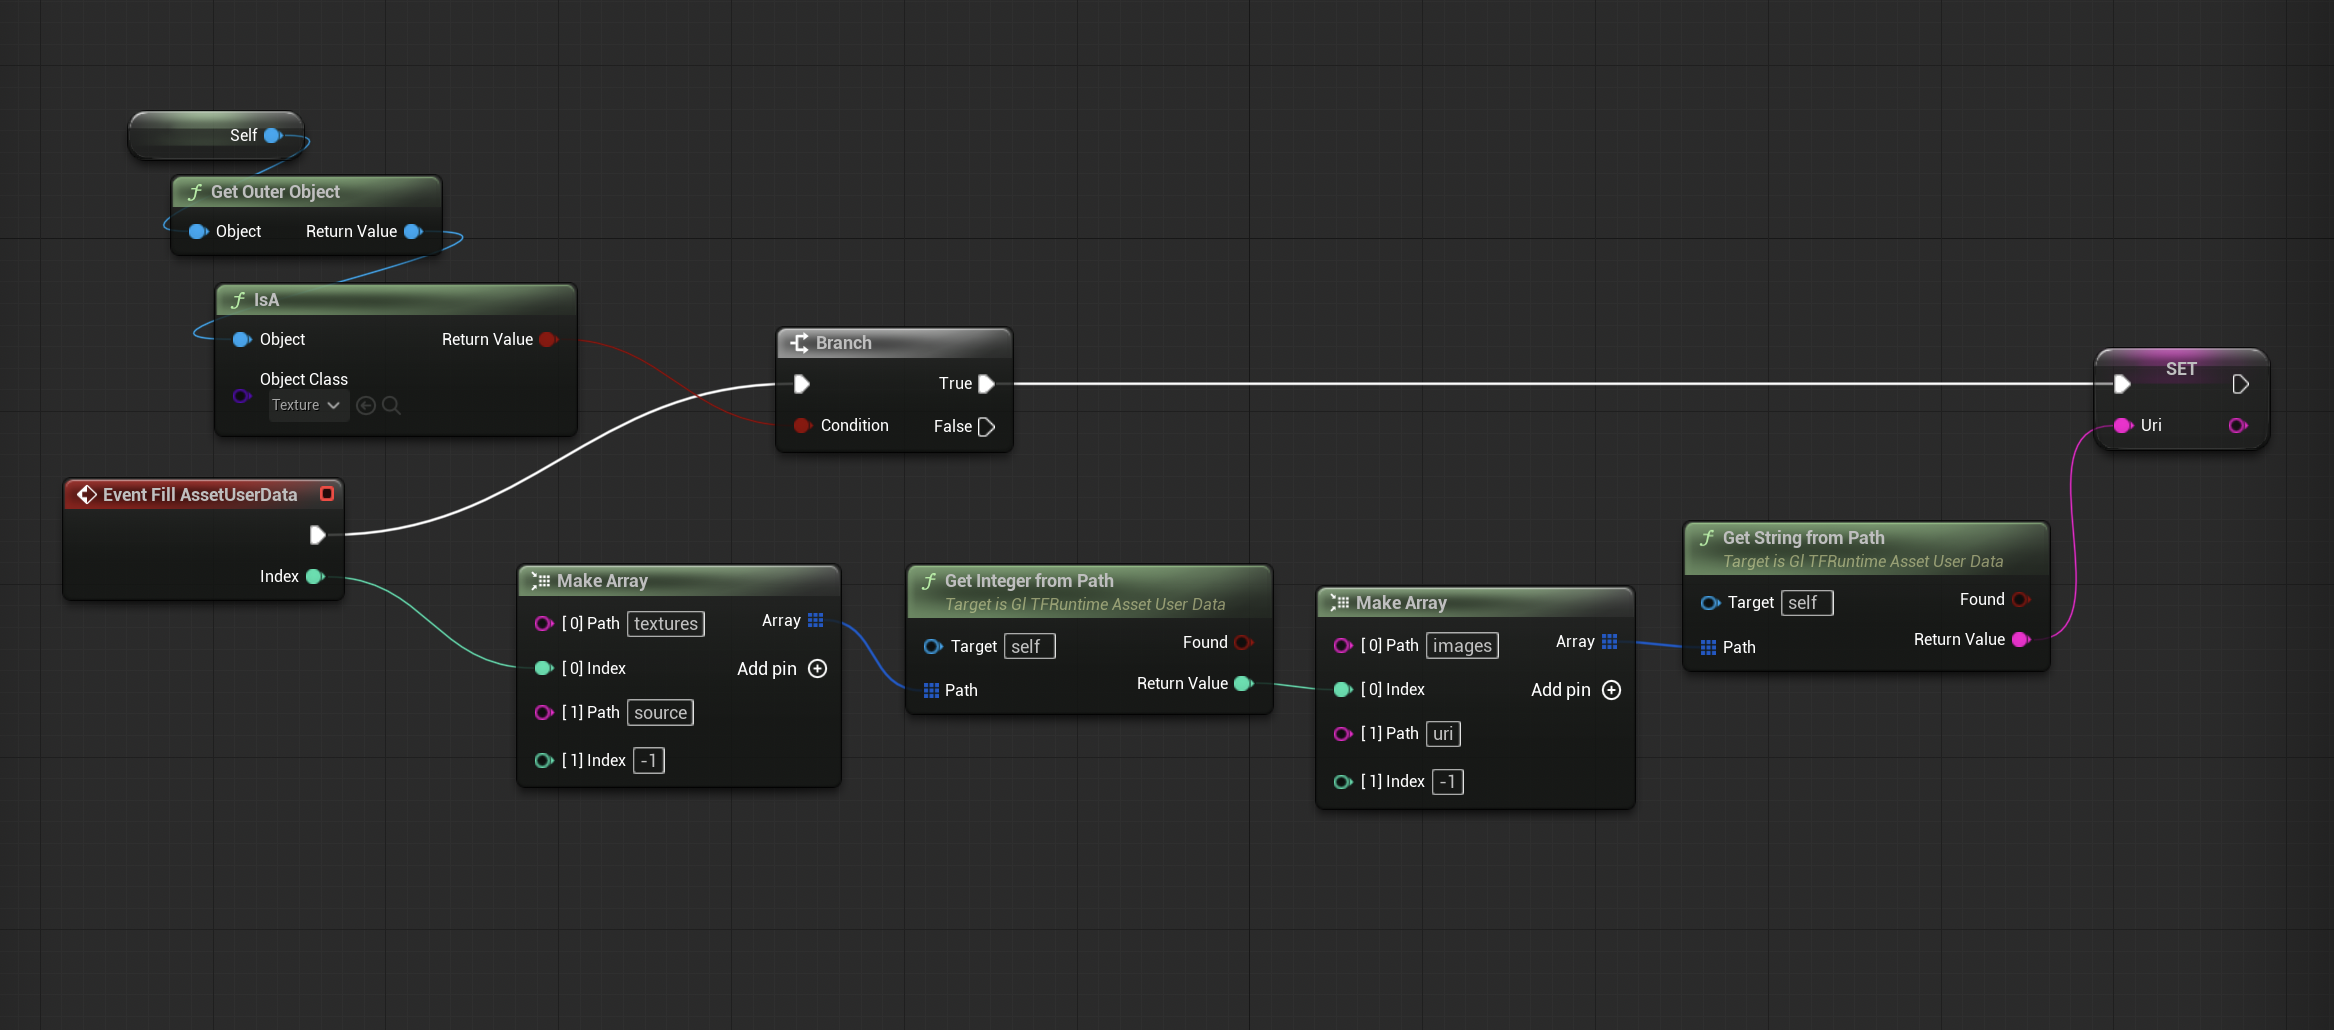 Self
Get Outer Object
Object Return Value
IsA
Object Return Value
Object Class
Texture
Branch
True
Condition False
SET
Uri
Event Fill AssetUserData
Index
Make Array
[ 0] Path textures Array
[ 0] Index Add pin
[ 1] Path source
[ 1] Index -1
Get Integer from Path
Target is Gl TFRuntime Asset User Data
Target self Found
Return Value
Path
Make Array
[ 0] Path images Array
[ 0] Index Add pin
[ 1] Path uri
[ 1] Index -1
Get String from Path
Target is Gl TFRuntime Asset User Data
Target self Found
Return Value
Path